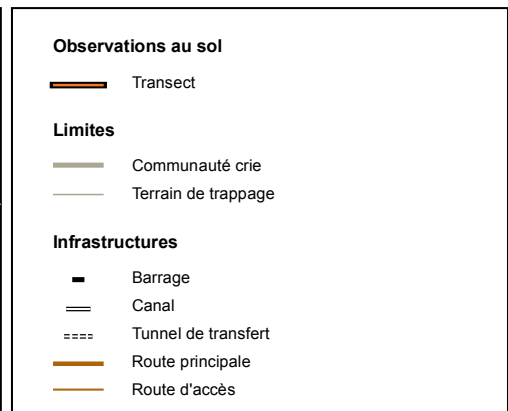 Observations au sol
Transect
Limites
Communauté crie
Terrain de trappage
Infrastructures
Barrage
Canal
Tunnel de transfert
Route principale
Route d'accès